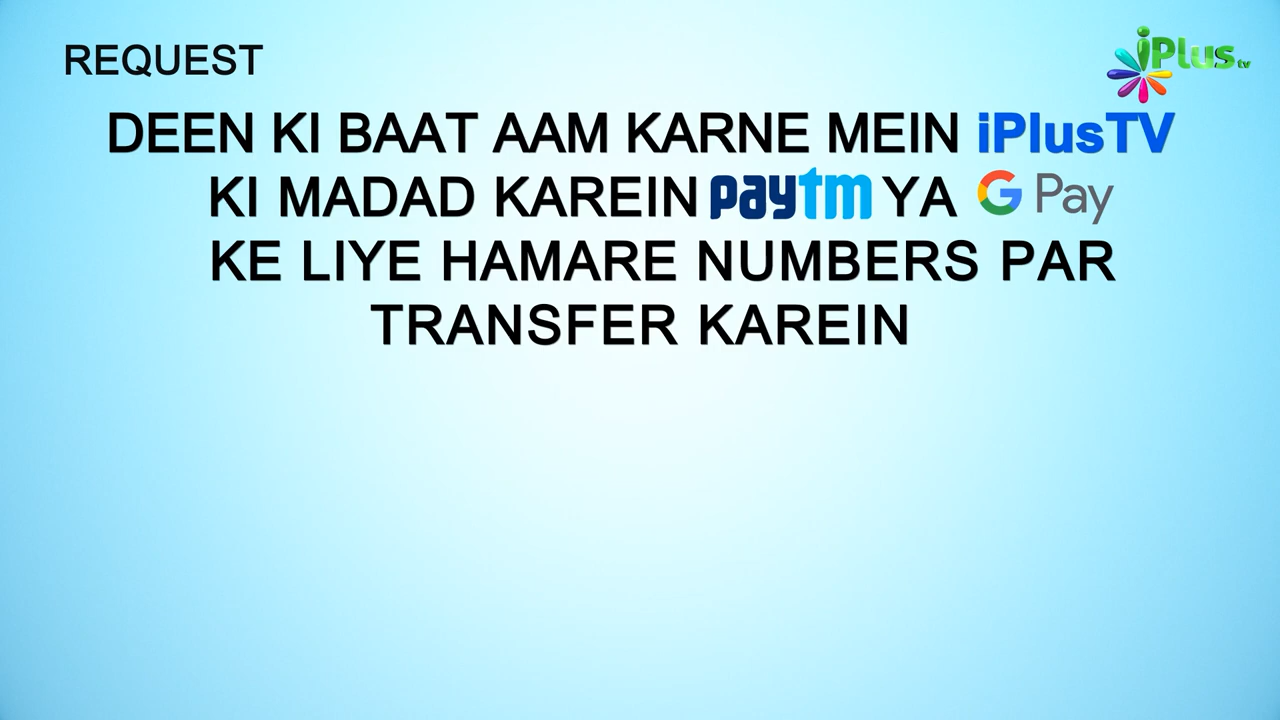 REQUEST
iPlus tv
DEEN KI BAAT AAM KARNE MEIN iPlusTV
KI MADAD KAREIN paytm YA G Pay
KE LIYE HAMARE NUMBERS PAR
TRANSFER KAREIN